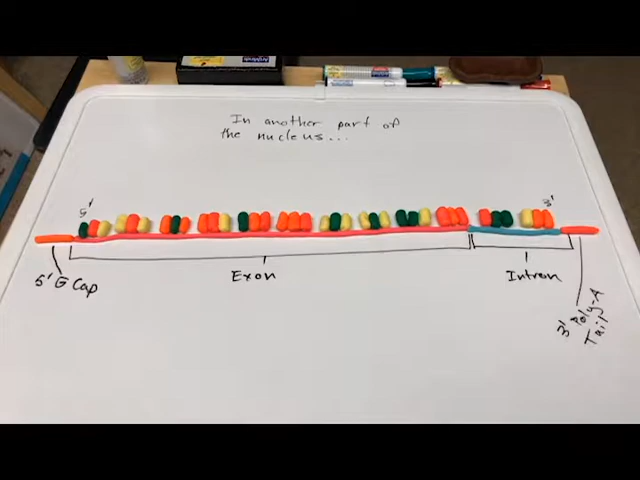 In another part of
the nucleus...
5'
3'
5' G Cap
Exon
Intron
3' Poly-A
Tail